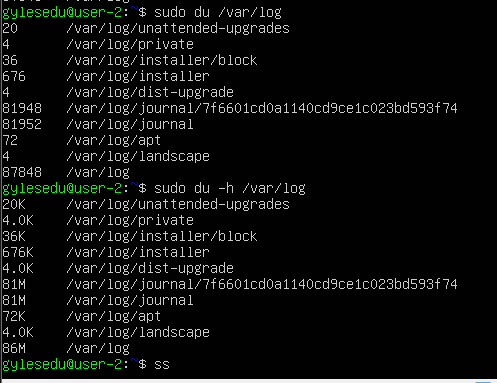 gylesedu@user-2:~$ sudo du /var/log
20 /var/log/unattended-upgrades
4 /var/log/private
36 /var/log/installer/block
676 /var/log/installer
4 /var/log/dist-upgrade
81948 /var/log/journal/7f6601cd0a1140cd9ce1c023bd593f74
81952 /var/log/journal
72 /var/log/apt
4 /var/log/landscape
87848 /var/log
gylesedu@user-2:~$ sudo du -h /var/log
20K /var/log/unattended-upgrades
4.0K /var/log/private
36K /var/log/installer/block
676K /var/log/installer
4.0K /var/log/dist-upgrade
81M /var/log/journal/7f6601cd0a1140cd9ce1c023bd593f74
81M /var/log/journal
72K /var/log/apt
4.0K /var/log/landscape
86M /var/log
gylesedu@user-2:~$ ss